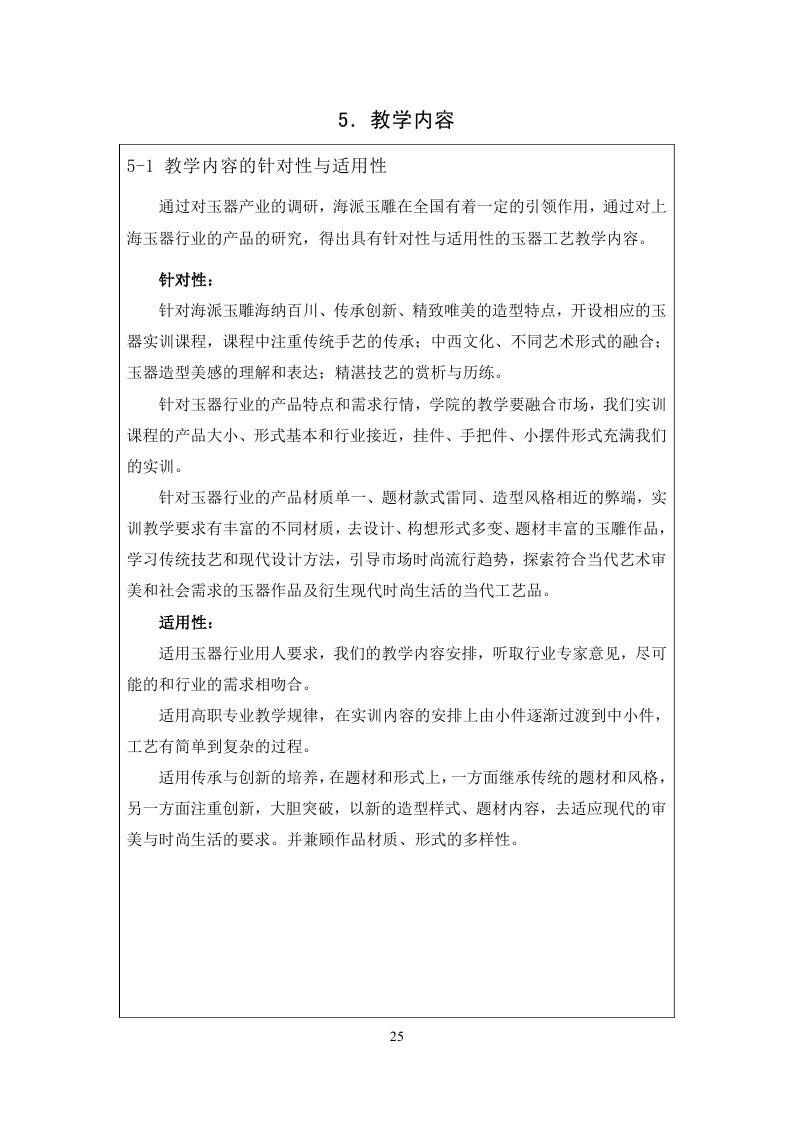 5. 教学内容
5-1 教学内容的针对性与适用性
通过对玉器产业的调研，海派玉雕在全国有着一定的引领作用，通过对上
海玉器行业的产品的研究，得出具有针对性与适用性的玉器工艺教学内容。
针对性：
针对海派玉雕海纳百川、传承创新、精致唯美的造型特点，开设相应的玉
器实训课程，课程中注重传统手艺的传承；中西文化、不同艺术形式的融合；
玉器造型美感的理解和表达；精湛技艺的赏析与历练。
针对玉器行业的产品特点和需求行情，学院的教学要融合市场，我们实训
课程的产品大小、形式基本和行业接近，挂件、手把件、小摆件形式充满我们
的实训。
针对玉器行业的产品材质单一、题材款式雷同、造型风格相近的弊端，实
训教学要求有丰富的不同材质，去设计、构想形式多变、题材丰富的玉雕作品，
学习传统技艺和现代设计方法，引导市场时尚流行趋势，探索符合当代艺术审
美和社会需求的玉器作品及衍生现代时尚生活的当代工艺品。
适用性：
适用玉器行业用人要求，我们的教学内容安排，听取行业专家意见，尽可
能的和行业的需求相吻合。
适用高职专业教学规律，在实训内容的安排上由小件逐渐过渡到中小件，
工艺有简单到复杂的过程。
适用传承与创新的培养，在题材和形式上，一方面继承传统的题材和风格，
另一方面注重创新，大胆突破，以新的造型样式、题材内容，去适应现代的审
美与时尚生活的要求。并兼顾作品材质、形式的多样性。
25